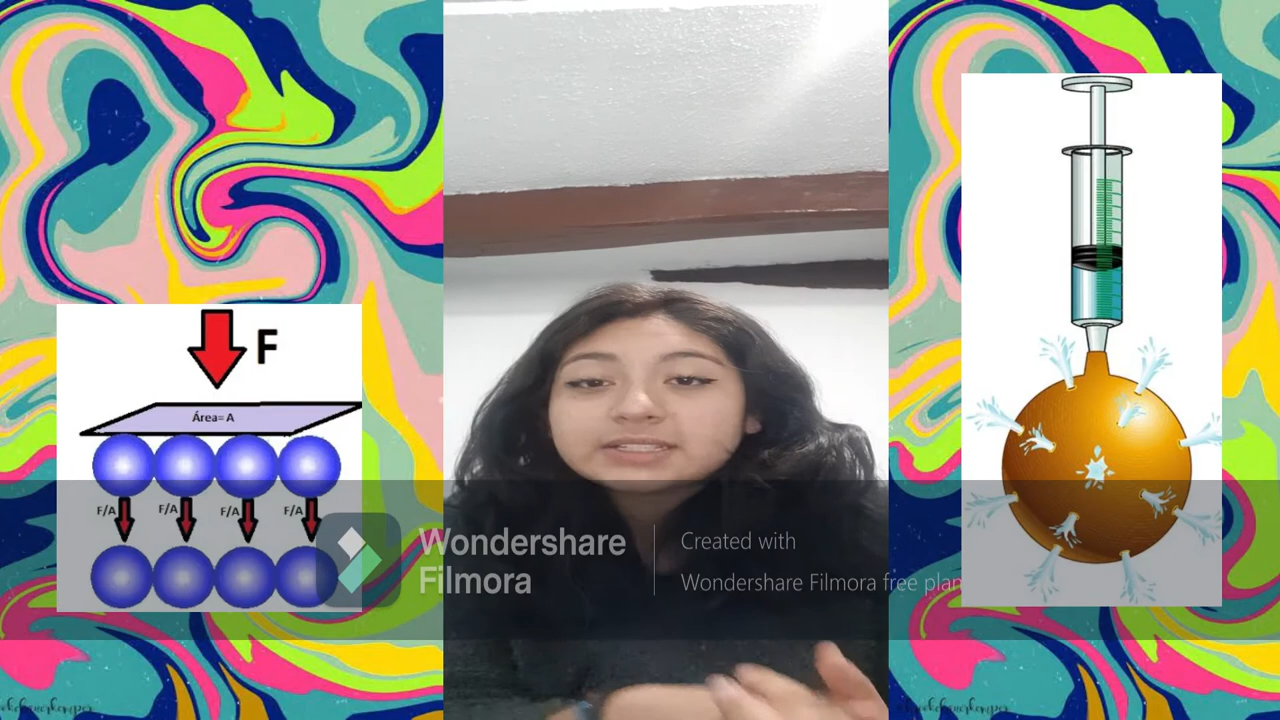 F
Área= A
F/A F/A F/A F/A
Wondershare
Filmora
Created with
Wondershare Filmora free plan